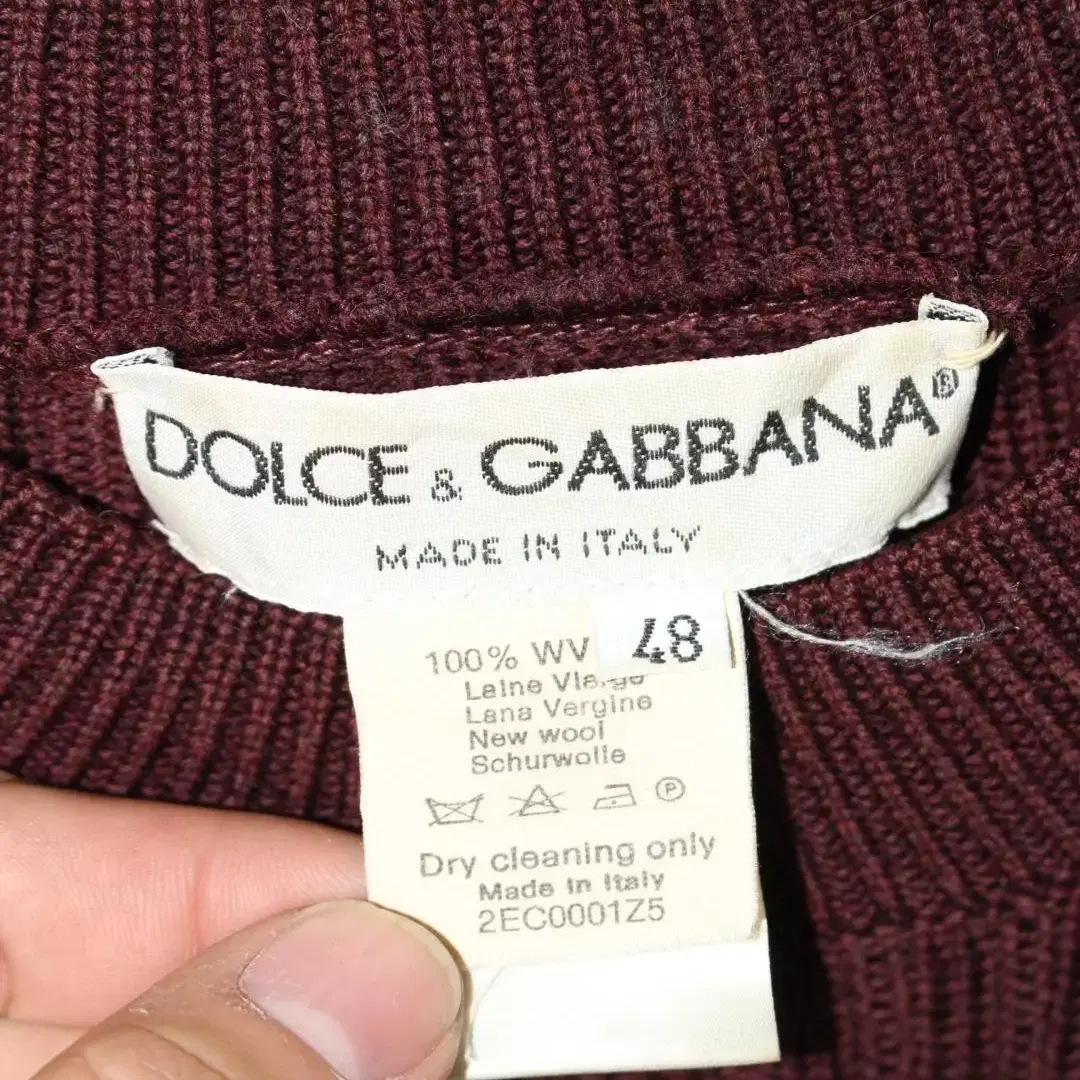 DOLCE & GABBANA®
MADE IN ITALY
48
100% WV
Laine Vierge
Lana Vergine
New wool
Schurwolle
P
Dry cleaning only
Made in Italy
2EC0001Z5